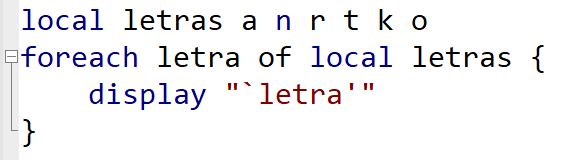 local letras a n r t k o
foreach letra of local letras {
    display "`letra'"
}